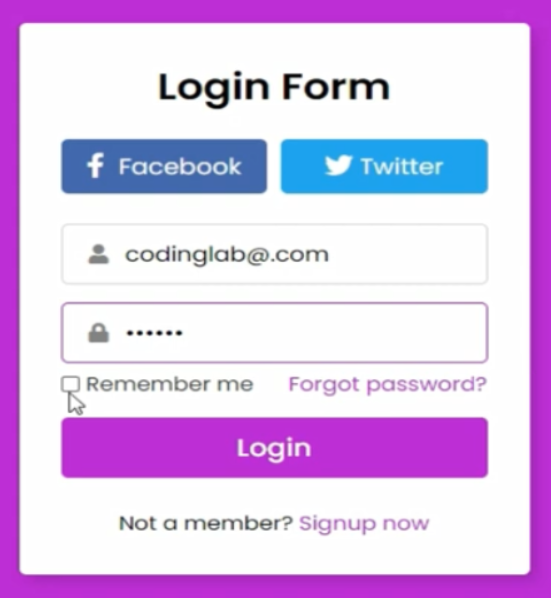 Login Form
Facebook Twitter
codinglab@.com
••••••
Remember me Forgot password?
Login
Not a member? Signup now